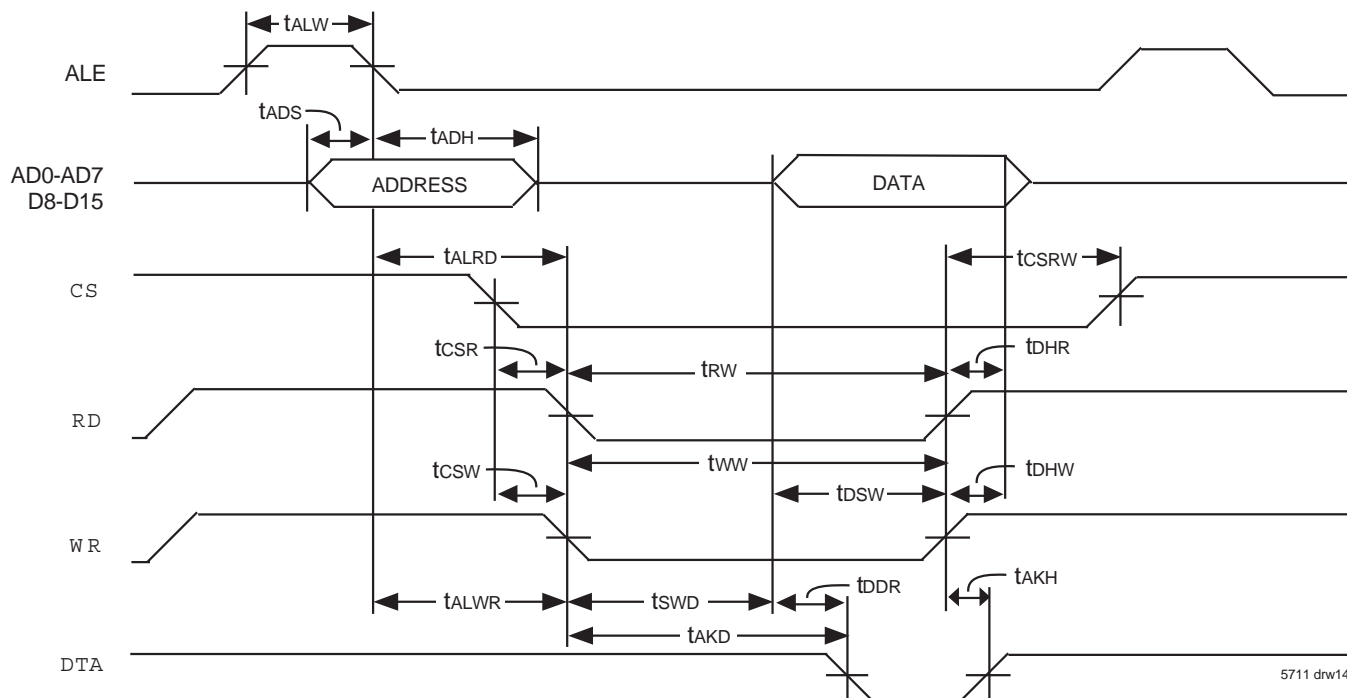 tALW
ALE
tADS
tADH
AD0-AD7
D8-D15
ADDRESS
DATA
tALRD
tCSRW
CS
tCSR
tDHR
tRW
RD
tCSW
tWW
tDHW
tDSW
WR
tDDR
tAKH
tALWR
tSWD
tAKD
DTA
5711 drw14